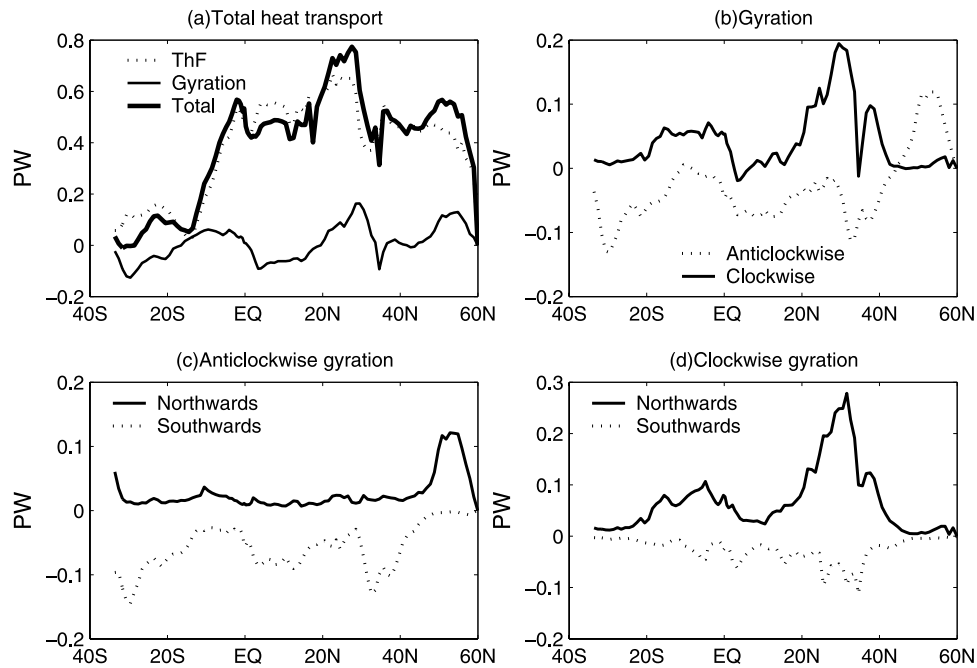 (a)Total heat transport
0.8
0.6
0.4
0.2
0
−0.2
PW
ThF
Gyration
Total
40S 20S EQ 20N 40N 60N
(b)Gyration
0.2
0.1
0
−0.1
−0.2
PW
Anticlockwise
Clockwise
40S 20S EQ 20N 40N 60N
(c)Anticlockwise gyration
0.2
0.1
0
−0.1
−0.2
PW
Northwards
Southwards
40S 20S EQ 20N 40N 60N
(d)Clockwise gyration
0.3
0.2
0.1
0
−0.1
−0.2
PW
Northwards
Southwards
40S 20S EQ 20N 40N 60N